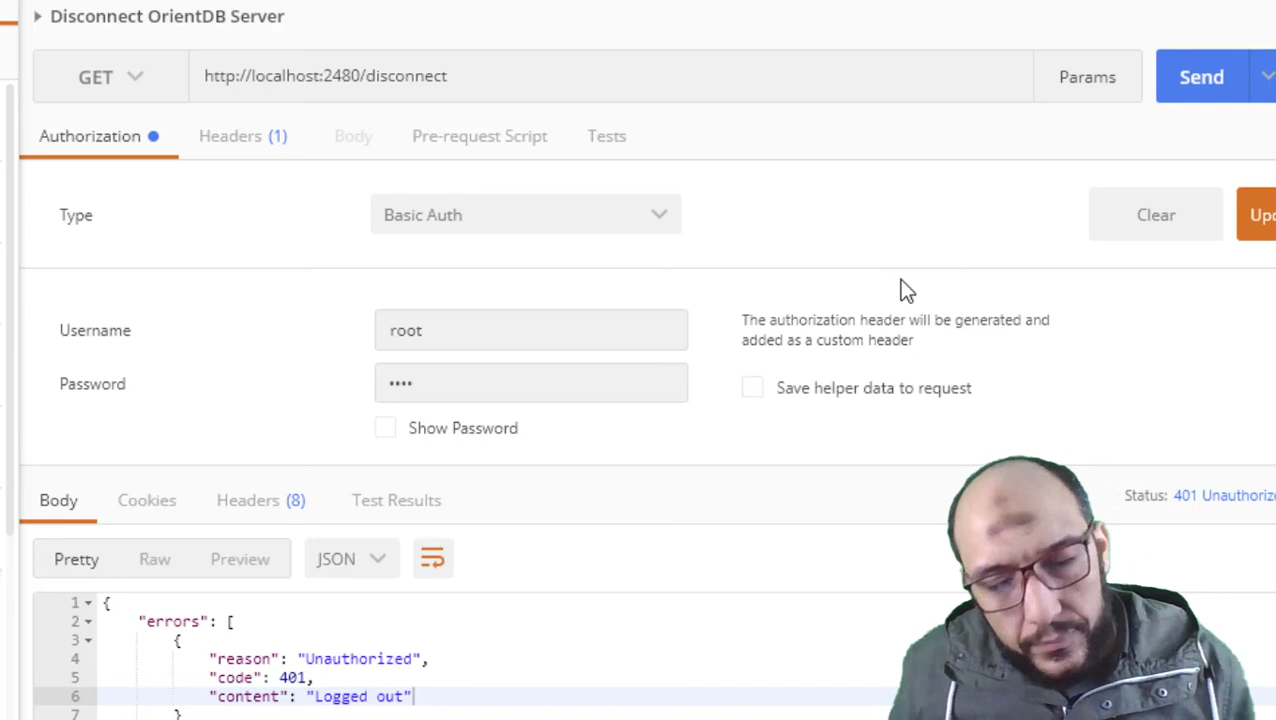 Disconnect OrientDB Server
GET
http://localhost:2480/disconnect
Params
Send
Authorization
Headers (1)
Body
Pre-request Script
Tests
Type
Basic Auth
Clear
Username
root
The authorization header will be generated and
added as a custom header
Password
••••
Save helper data to request
Show Password
Body
Cookies
Headers (8)
Test Results
Status:
Pretty
Raw
Preview
JSON
1 {
2 "errors": [
3 {
4 "reason": "Unauthorized",
5 "code": 401,
6 "content": "Logged out"
7 }